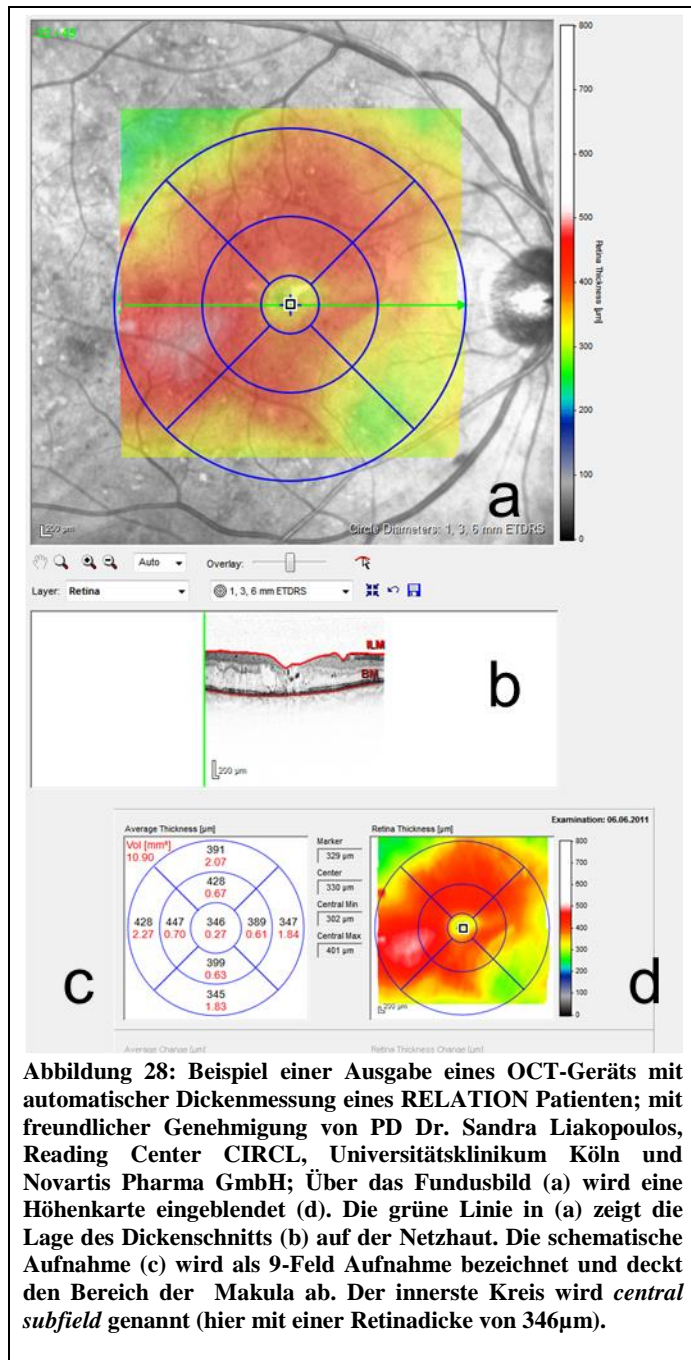 800
700
600
500
400
300
200
100
0
Retina Thickness [µm]
200 µm
a
Circle Diameters: 1, 3, 6 mm ETDRS
Auto Overlay:
Layer: Retina 1, 3, 6 mm ETDRS
ILM
BM
b
200 µm
Examination: 06.06.2011
Average Thickness [µm]
Vol [mm³]
10.90
391
2.07
428
0.67
428 447 346 389 347
2.27 0.70 0.27 0.61 1.84
399
0.63
345
1.83
c
Marker
329 µm
Center
330 µm
Central Min
302 µm
Central Max
401 µm
Retina Thickness [µm]
800
700
600
500
400
300
200
100
0
200 µm
d
Average Change [µm] Retina Thickness Change [µm]
Abbildung 28: Beispiel einer Ausgabe eines OCT-Geräts mit
automatischer Dickenmessung eines RELATION Patienten; mit
freundlicher Genehmigung von PD Dr. Sandra Liakopoulos,
Reading Center CIRCL, Universitätsklinikum Köln und
Novartis Pharma GmbH; Über das Fundusbild (a) wird eine
Höhenkarte eingeblendet (d). Die grüne Linie in (a) zeigt die
Lage des Dickenschnitts (b) auf der Netzhaut. Die schematische
Aufnahme (c) wird als 9-Feld Aufnahme bezeichnet und deckt
den Bereich der Makula ab. Der innerste Kreis wird central
subfield genannt (hier mit einer Retinadicke von 346µm).